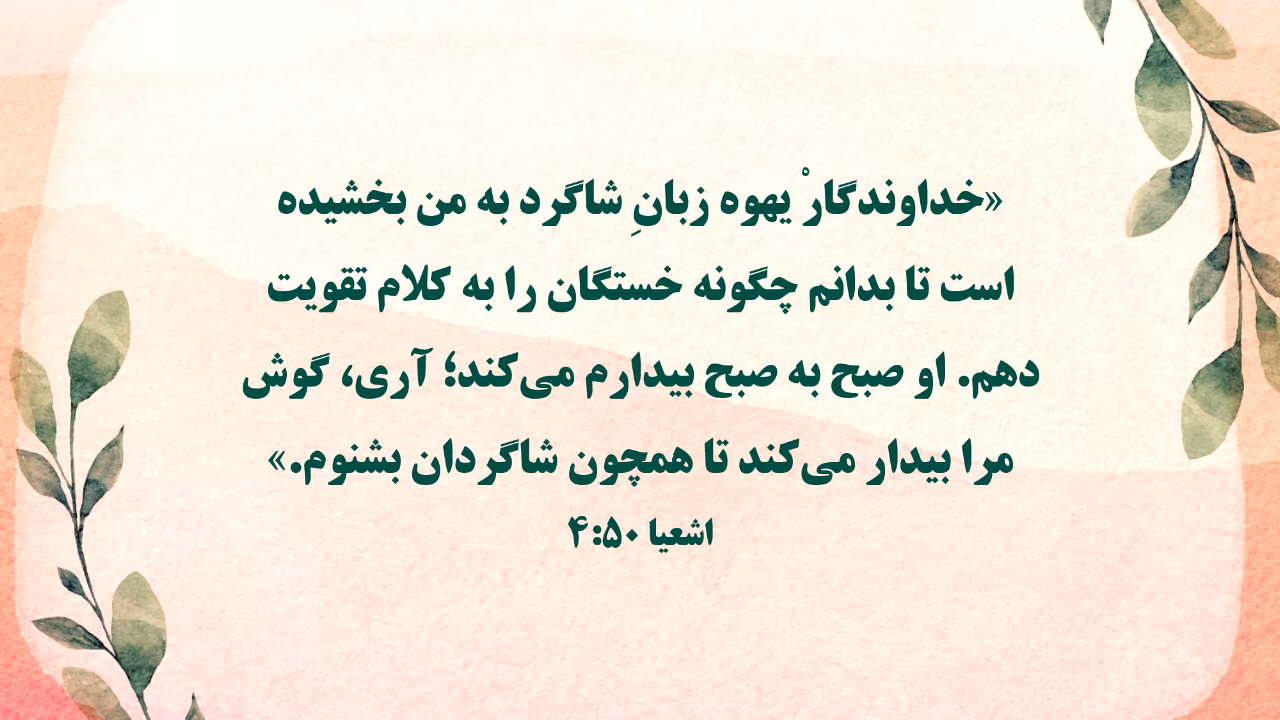 «خداوندگارْ یهوه زبانِ شاگرد به من بخشیده
است تا بدانم چگونه خستگان را به کلام تقویت
دهم. او صبح به صبح بیدارم می‌کند؛ آری، گوش
مرا بیدار می‌کند تا همچون شاگردان بشنوم.»
اشعیا ۵۰:۴